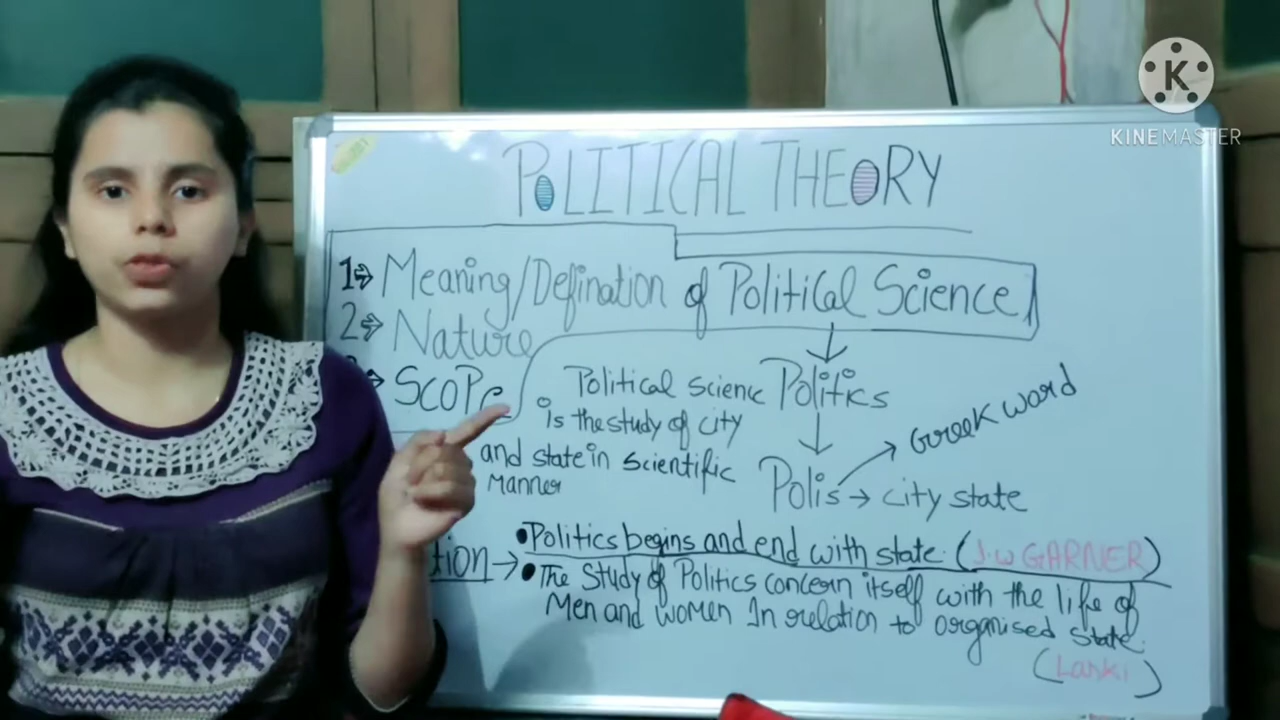 KINEMASTER
POLITICAL THEORY
1⇒ Meaning/Defination of Political Science
2⇒ Nature
⇒ Scope
Political Science
is the study of city
and state in scientific
Manner
Politics
Polis → city state
Greek word
tion → • Politics begins and end with state. (J.W GARNER)
• The Study of Politics concern itself with the life of
Men and women In relation to organised state.
(Laski)